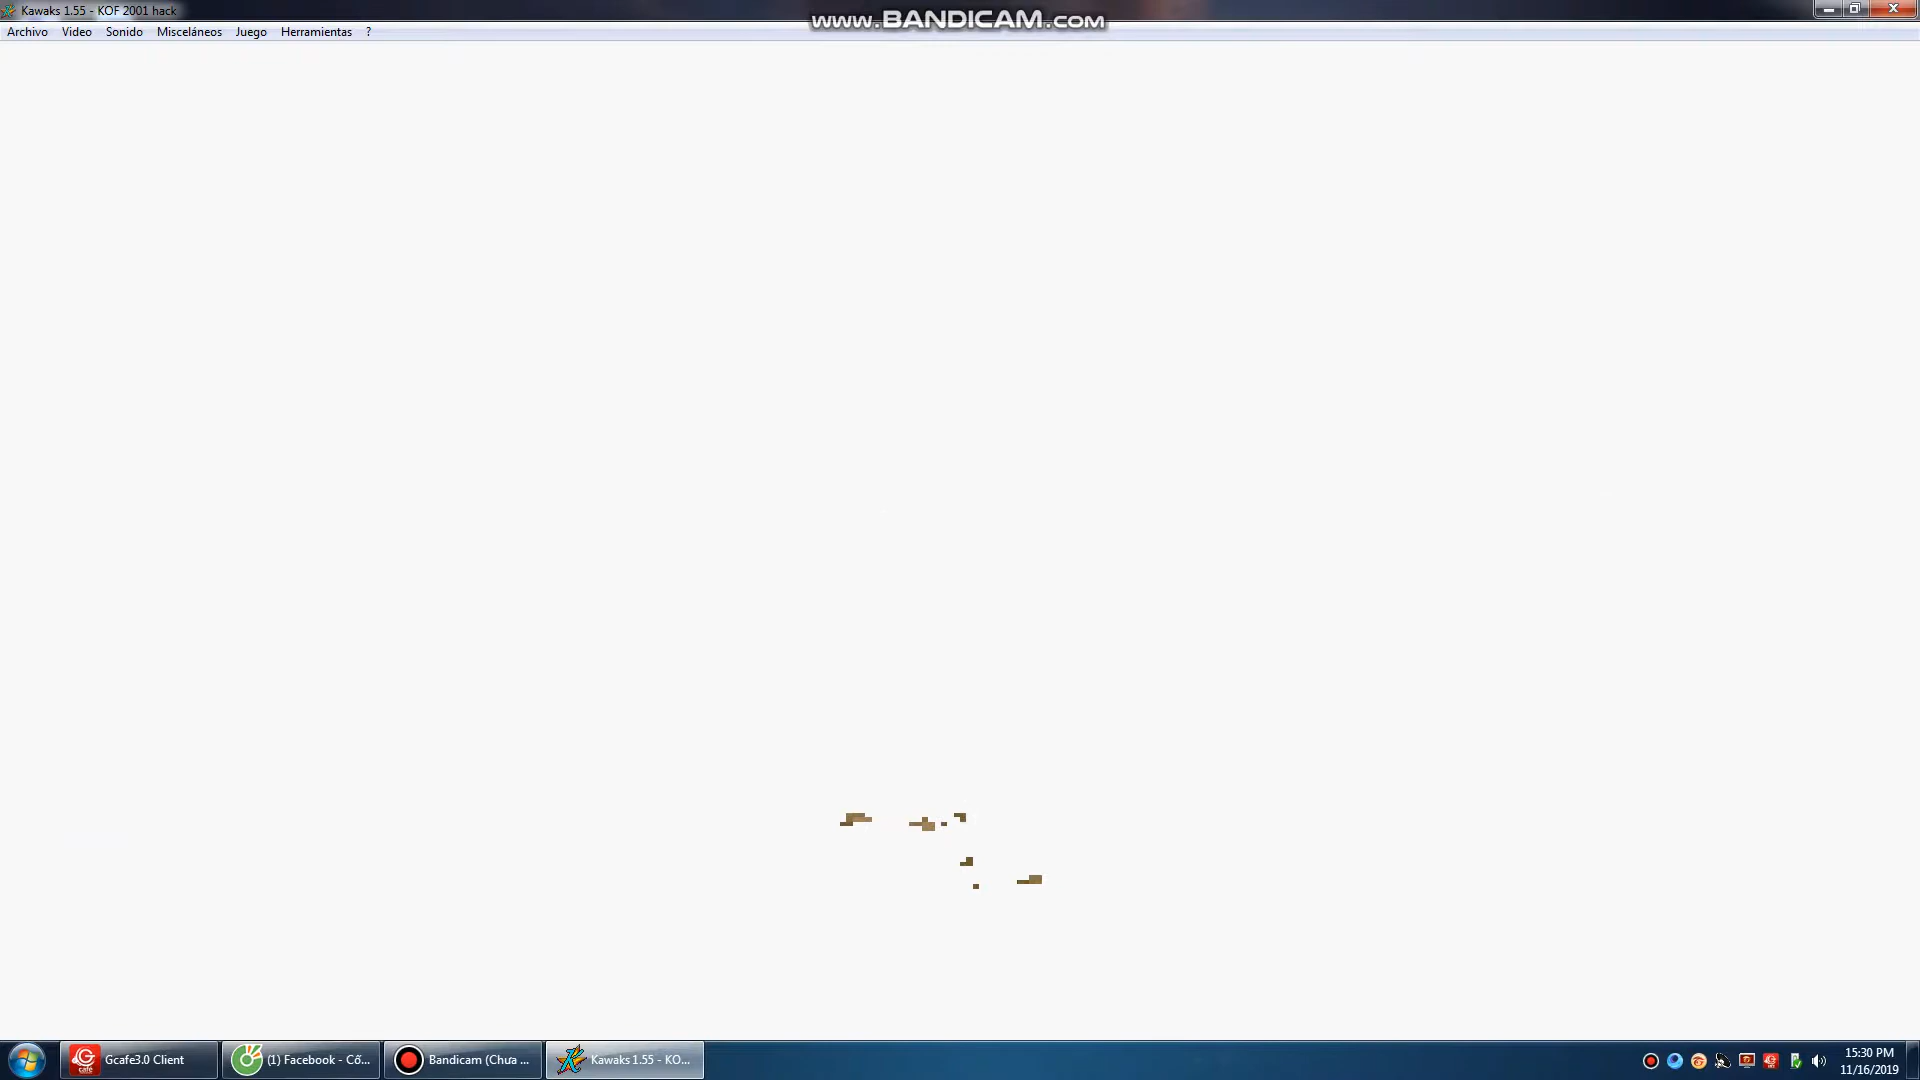 Kawaks 1.55 - KOF 2001 hack
www.BANDICAM.com
Archivo Video Sonido Misceláneos Juego Herramientas ?
Gcafe3.0 Client
(1) Facebook - Cố...
Bandicam (Chưa ...
Kawaks 1.55 - KO...
15:30 PM
11/16/2019